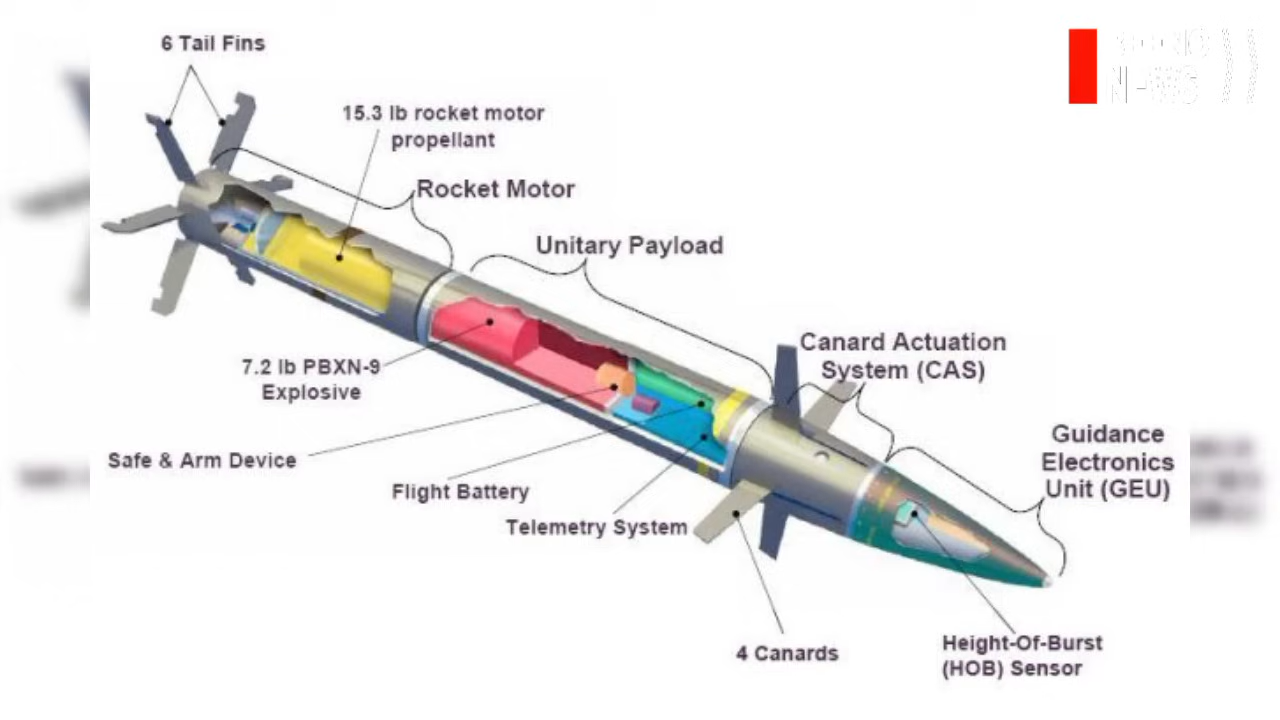 6 Tail Fins
15.3 lb rocket motor
propellant
Rocket Motor
Unitary Payload
Canard Actuation
System (CAS)
Guidance
Electronics
Unit (GEU)
7.2 lb PBXN-9
Explosive
Safe & Arm Device
Flight Battery
Telemetry System
4 Canards
Height-Of-Burst
(HOB) Sensor